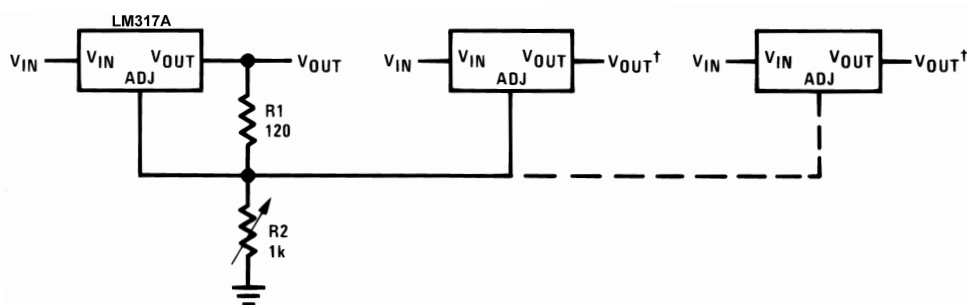 LM317A
VIN VIN VOUT VOUT
ADJ
VIN VIN VOUT VOUT†
ADJ
VIN VIN VOUT VOUT†
ADJ
R1
120
R2
1k